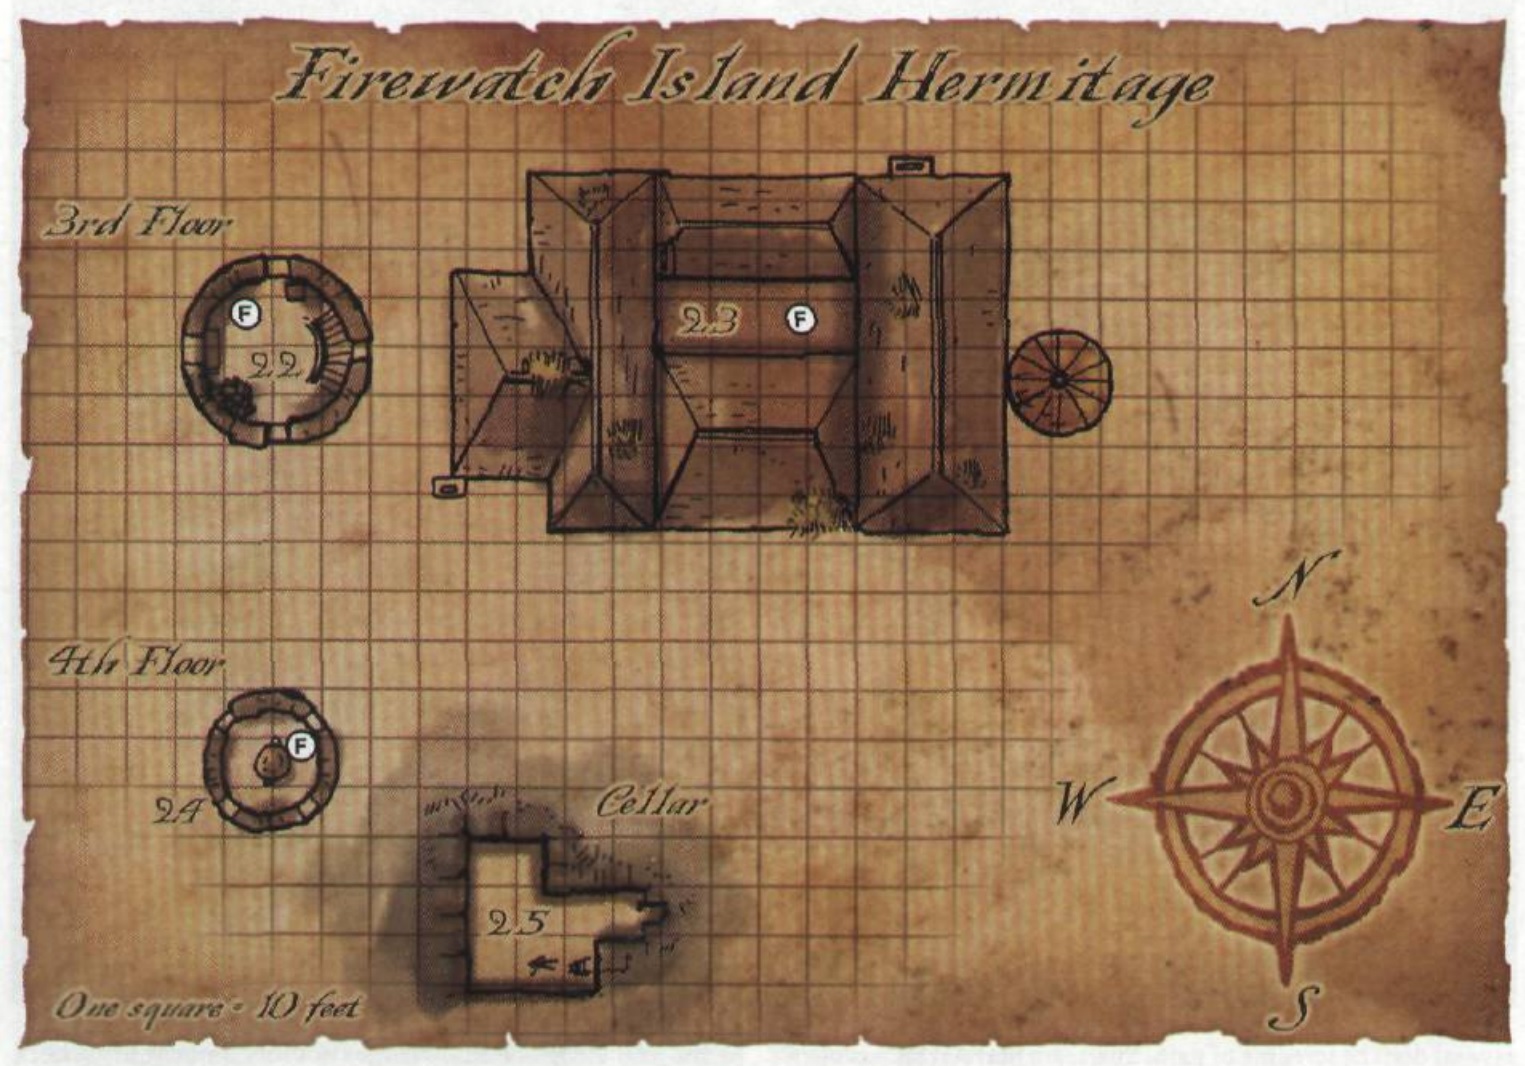 Firewatch Island Hermitage
3rd Floor
F
22
23
F
N
4th Floor
F
24
Cellar
W
E
25
One square = 10 feet
S